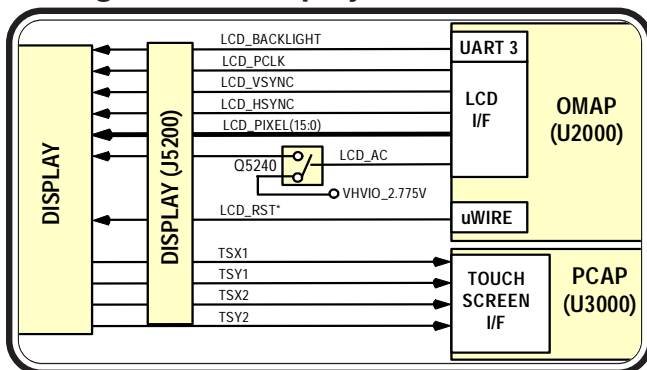 LCD_BACKLIGHT
LCD_PCLK
LCD_VSYNC
LCD_HSYNC
LCD_PIXEL(15:0)
Q5240
LCD_AC
VHVIO_2.775V
LCD_RST*
TSX1
TSY1
TSX2
TSY2
DISPLAY
DISPLAY (J5200)
UART 3
LCD
I/F
OMAP
(U2000)
uWIRE
TOUCH
SCREEN
I/F
PCAP
(U3000)